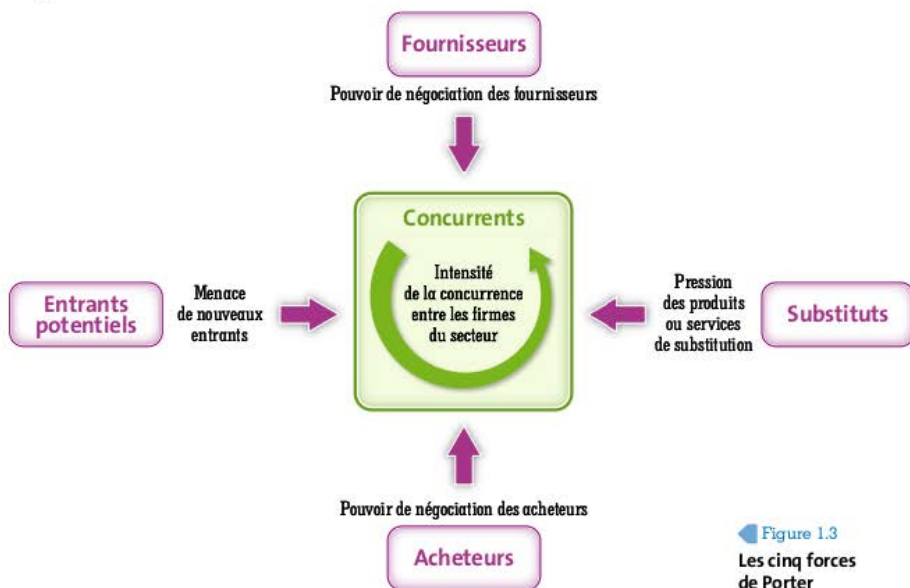 Fournisseurs
Pouvoir de négociation des fournisseurs
Concurrents
Intensité
de la concurrence
entre les firmes
du secteur
Entrants
potentiels
Menace
de nouveaux
entrants
Pression
des produits
ou services
de substitution
Substituts
Pouvoir de négociation des acheteurs
Acheteurs
Figure 1.3
Les cinq forces
de Porter